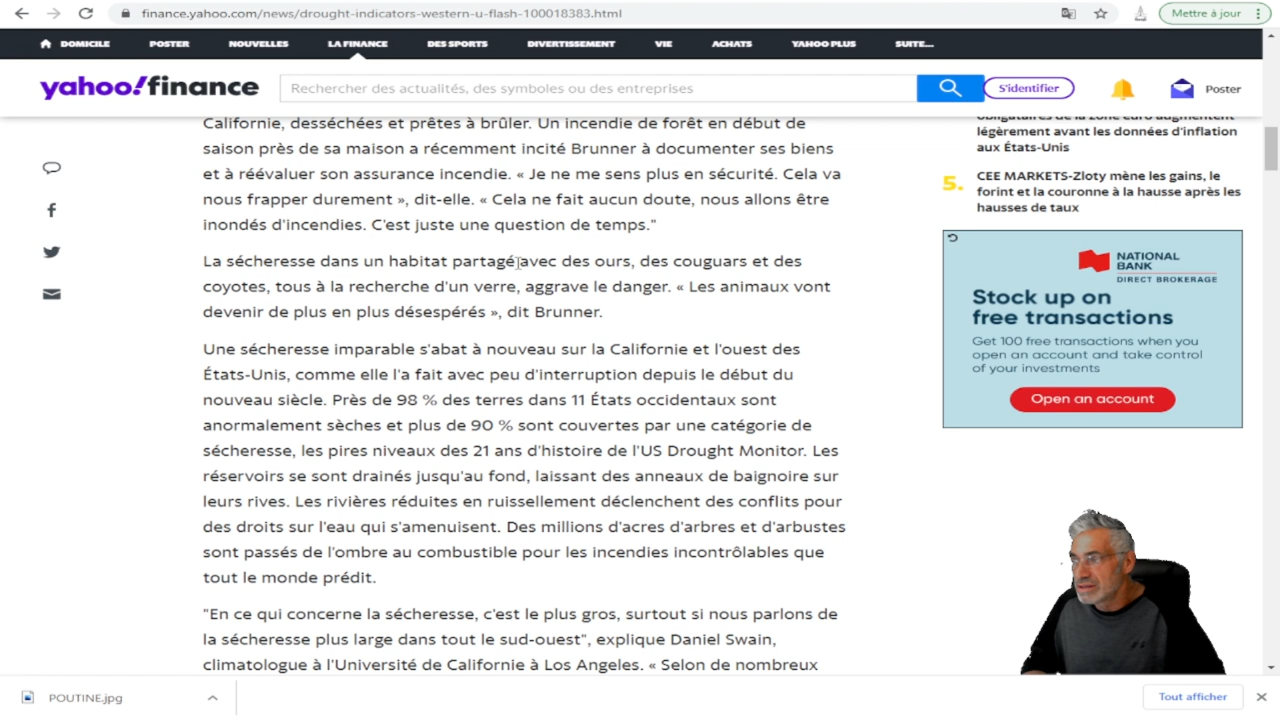 finance.yahoo.com/news/drought-indicators-western-u-flash-100018383.html
Mettre à jour
DOMICILE POSTER NOUVELLES LA FINANCE DES SPORTS DIVERTISSEMENT VIE ACHATS YAHOO PLUS SUITE...
yahoo!finance
Rechercher des actualités, des symboles ou des entreprises
S'identifier
Poster
Californie, desséchées et prêtes à brûler. Un incendie de forêt en début de
saison près de sa maison a récemment incité Brunner à documenter ses biens
et à réévaluer son assurance incendie. « Je ne me sens plus en sécurité. Cela va
nous frapper durement », dit-elle. « Cela ne fait aucun doute, nous allons être
inondés d'incendies. C'est juste une question de temps."
La sécheresse dans un habitat partagé avec des ours, des couguars et des
coyotes, tous à la recherche d'un verre, aggrave le danger. « Les animaux vont
devenir de plus en plus désespérés », dit Brunner.
Une sécheresse imparable s'abat à nouveau sur la Californie et l'ouest des
États-Unis, comme elle l'a fait avec peu d'interruption depuis le début du
nouveau siècle. Près de 98 % des terres dans 11 États occidentaux sont
anormalement sèches et plus de 90 % sont couvertes par une catégorie de
sécheresse, les pires niveaux des 21 ans d'histoire de l'US Drought Monitor. Les
réservoirs se sont drainés jusqu'au fond, laissant des anneaux de baignoire sur
leurs rives. Les rivières réduites en ruissellement déclenchent des conflits pour
des droits sur l'eau qui s'amenuisent. Des millions d'acres d'arbres et d'arbustes
sont passés de l'ombre au combustible pour les incendies incontrôlables que
tout le monde prédit.
"En ce qui concerne la sécheresse, c'est le plus gros, surtout si nous parlons de
la sécheresse plus large dans tout le sud-ouest", explique Daniel Swain,
climatologue à l'Université de Californie à Los Angeles. « Selon de nombreux
obligataires de la zone euro augmentent
légèrement avant les données d'inflation
aux États-Unis
5. CEE MARKETS-Zloty mène les gains, le
forint et la couronne à la hausse après les
hausses de taux
NATIONAL
BANK
DIRECT BROKERAGE
Stock up on
free transactions
Get 100 free transactions when you
open an account and take control
of your investments
Open an account
POUTINE.jpg
Tout afficher